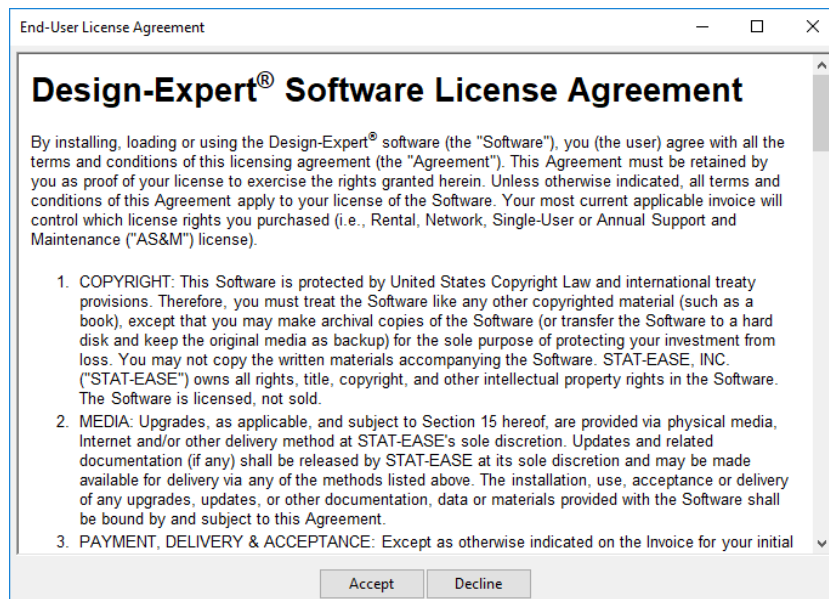 End-User License Agreement
Design-Expert® Software License Agreement
By installing, loading or using the Design-Expert® software (the "Software"), you (the user) agree with all the
terms and conditions of this licensing agreement (the "Agreement"). This Agreement must be retained by
you as proof of your license to exercise the rights granted herein. Unless otherwise indicated, all terms and
conditions of this Agreement apply to your license of the Software. Your most current applicable invoice will
control which license rights you purchased (i.e., Rental, Network, Single-User or Annual Support and
Maintenance ("AS&M") license).
1. COPYRIGHT: This Software is protected by United States Copyright Law and international treaty
provisions. Therefore, you must treat the Software like any other copyrighted material (such as a
book), except that you may make archival copies of the Software (or transfer the Software to a hard
disk and keep the original media as backup) for the sole purpose of protecting your investment from
loss. You may not copy the written materials accompanying the Software. STAT-EASE, INC.
("STAT-EASE") owns all rights, title, copyright, and other intellectual property rights in the Software.
The Software is licensed, not sold.
2. MEDIA: Upgrades, as applicable, and subject to Section 15 hereof, are provided via physical media,
Internet and/or other delivery method at STAT-EASE's sole discretion. Updates and related
documentation (if any) shall be released by STAT-EASE at its sole discretion and may be made
available for delivery via any of the methods listed above. The installation, use, acceptance or delivery
of any upgrades, updates, or other documentation, data or materials provided with the Software shall
be bound by and subject to this Agreement.
3. PAYMENT, DELIVERY & ACCEPTANCE: Except as otherwise indicated on the Invoice for your initial
Accept Decline